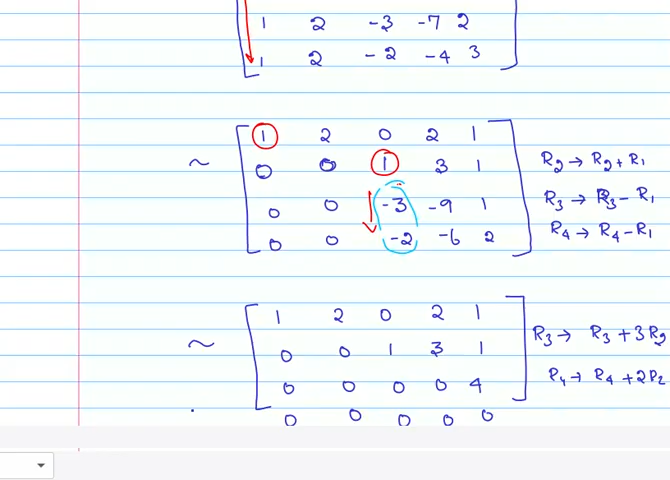 1 2 -3 -7 2
1 2 -2 -4 3
~ 1 2 0 2 1
0 0 1 3 1 R2 → R2 + R1
0 0 -3 -9 1 R3 → R3 - R1
0 0 -2 -6 2 R4 → R4 - R1
~ 1 2 0 2 1
0 0 1 3 1 R3 → R3 + 3R2
0 0 0 0 4 R4 → R4 + 2R2
0 0 0 0 0